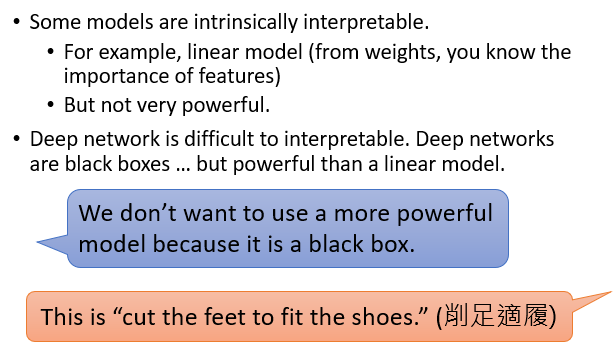 • Some models are intrinsically interpretable.
• For example, linear model (from weights, you know the
importance of features)
• But not very powerful.
• Deep network is difficult to interpretable. Deep networks
are black boxes … but powerful than a linear model.
We don’t want to use a more powerful
model because it is a black box.
This is “cut the feet to fit the shoes.” (削足適履)